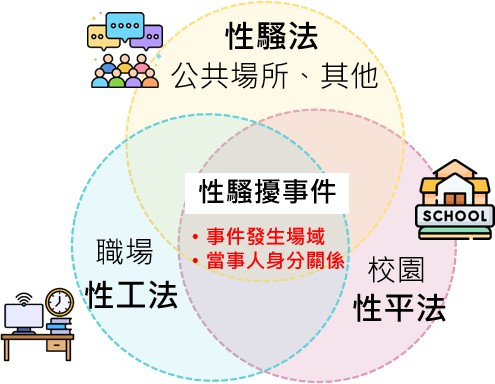 性騷法
公共場所、其他
SCHOOL
性騷擾事件
• 事件發生場域
• 當事人身分關係
職場
性工法
校園
性平法